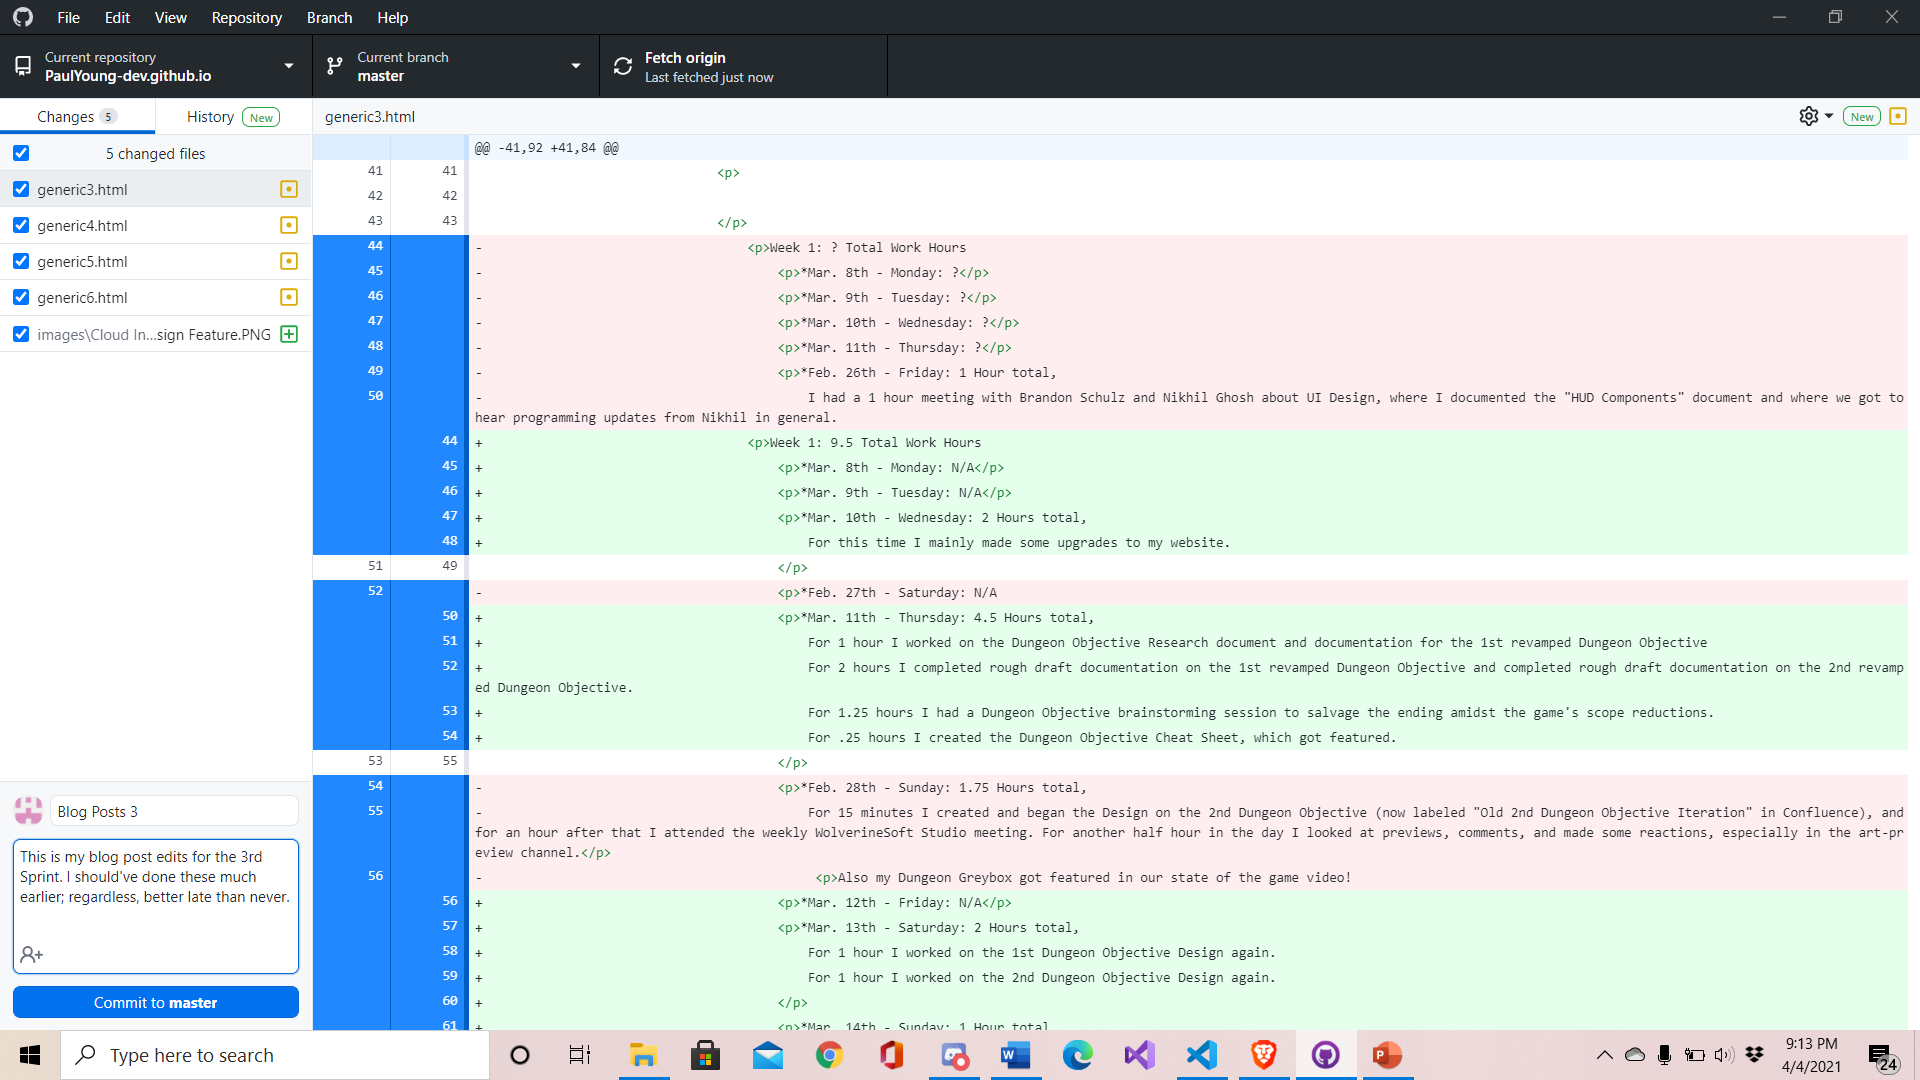 File Edit View Repository Branch Help
Current repository
PaulYoung-dev.github.io
Current branch
master
Fetch origin
Last fetched just now
Changes 5 History New
generic3.html New
5 changed files
generic3.html
generic4.html
generic5.html
generic6.html
images\Cloud In...sign Feature.PNG
@@ -41,92 +41,84 @@
41 41 <p>
42 42
43 43 </p>
44 - <p>Week 1: ? Total Work Hours
45 - <p>*Mar. 8th - Monday: ?</p>
46 - <p>*Mar. 9th - Tuesday: ?</p>
47 - <p>*Mar. 10th - Wednesday: ?</p>
48 - <p>*Mar. 11th - Thursday: ?</p>
49 - <p>*Feb. 26th - Friday: 1 Hour total,
50 - I had a 1 hour meeting with Brandon Schulz and Nikhil Ghosh about UI Design, where I documented the "HUD Components" document and where we got to
hear programming updates from Nikhil in general.
44 + <p>Week 1: 9.5 Total Work Hours
45 + <p>*Mar. 8th - Monday: N/A</p>
46 + <p>*Mar. 9th - Tuesday: N/A</p>
47 + <p>*Mar. 10th - Wednesday: 2 Hours total,
48 + For this time I mainly made some upgrades to my website.
51 49 </p>
52 - <p>*Feb. 27th - Saturday: N/A
50 + <p>*Mar. 11th - Thursday: 4.5 Hours total,
51 + For 1 hour I worked on the Dungeon Objective Research document and documentation for the 1st revamped Dungeon Objective
52 + For 2 hours I completed rough draft documentation on the 1st revamped Dungeon Objective and completed rough draft documentation on the 2nd revamp
ed Dungeon Objective.
53 + For 1.25 hours I had a Dungeon Objective brainstorming session to salvage the ending amidst the game's scope reductions.
54 + For .25 hours I created the Dungeon Objective Cheat Sheet, which got featured.
53 55 </p>
54 - <p>*Feb. 28th - Sunday: 1.75 Hours total,
55 - For 15 minutes I created and began the Design on the 2nd Dungeon Objective (now labeled "Old 2nd Dungeon Objective Iteration" in Confluence), and
for an hour after that I attended the weekly WolverineSoft Studio meeting. For another half hour in the day I looked at previews, comments, and made some reactions, especially in the art-pr
eview channel.</p>
56 - <p>Also my Dungeon Greybox got featured in our state of the game video!
56 + <p>*Mar. 12th - Friday: N/A</p>
57 + <p>*Mar. 13th - Saturday: 2 Hours total,
58 + For 1 hour I worked on the 1st Dungeon Objective Design again.
59 + For 1 hour I worked on the 2nd Dungeon Objective Design again.
60 + </p>
61 + <p>*Mar. 14th - Sunday: 1 Hour total
Blog Posts 3
This is my blog post edits for the 3rd
Sprint. I should've done these much
earlier; regardless, better late than never.
Commit to master
Type here to search
9:13 PM
4/4/2021
24